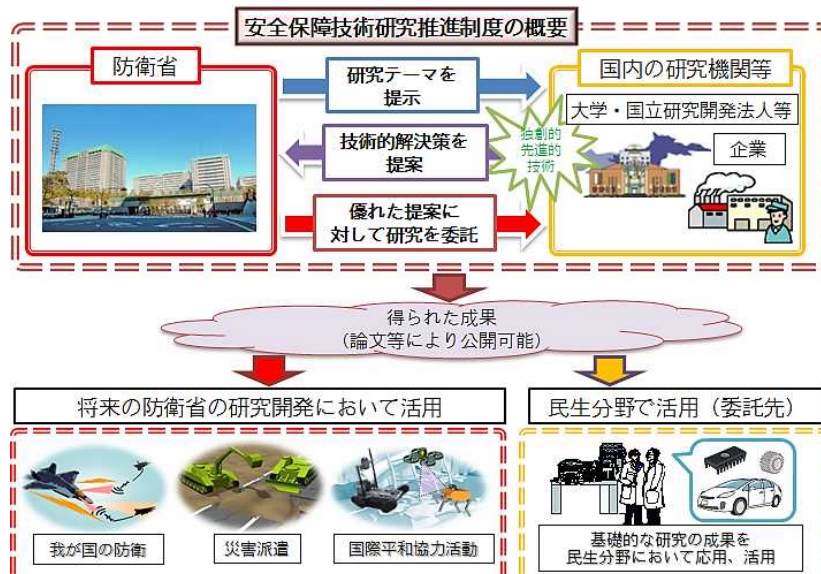 安全保障技術研究推進制度の概要
防衛省
国内の研究機関等
研究テーマを
提示
大学・国立研究開発法人等
技術的解決策を
提案
独創的
先進的
技術
企業
優れた提案に
対して研究を委託
得られた成果
(論文等により公開可能)
将来の防衛省の研究開発において活用
民生分野で活用(委託先)
我が国の防衛
災害派遣
国際平和協力活動
基礎的な研究の成果を
民生分野において応用、活用